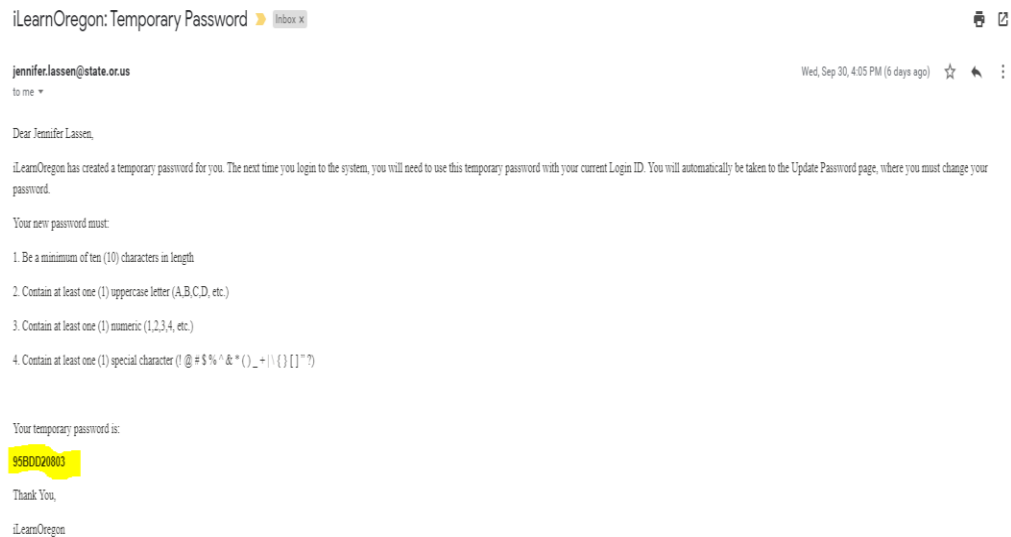 iLearnOregon: Temporary Password Inbox x
jennifer.lassen@state.or.us Wed, Sep 30, 4:05 PM (6 days ago)
to me
Dear Jennifer Lassen,
iLearnOregon has created a temporary password for you. The next time you login to the system, you will need to use this temporary password with your current Login ID. You will automatically be taken to the Update Password page, where you must change your
password.
Your new password must:
1. Be a minimum of ten (10) characters in length
2. Contain at least one (1) uppercase letter (A,B,C,D, etc.)
3. Contain at least one (1) numeric (1,2,3,4, etc.)
4. Contain at least one (1) special character (! @ # $ % ^ & * ( ) _ + | \ { } [ ] " ?)
Your temporary password is:
95BDD20803
Thank You,
iLearnOregon